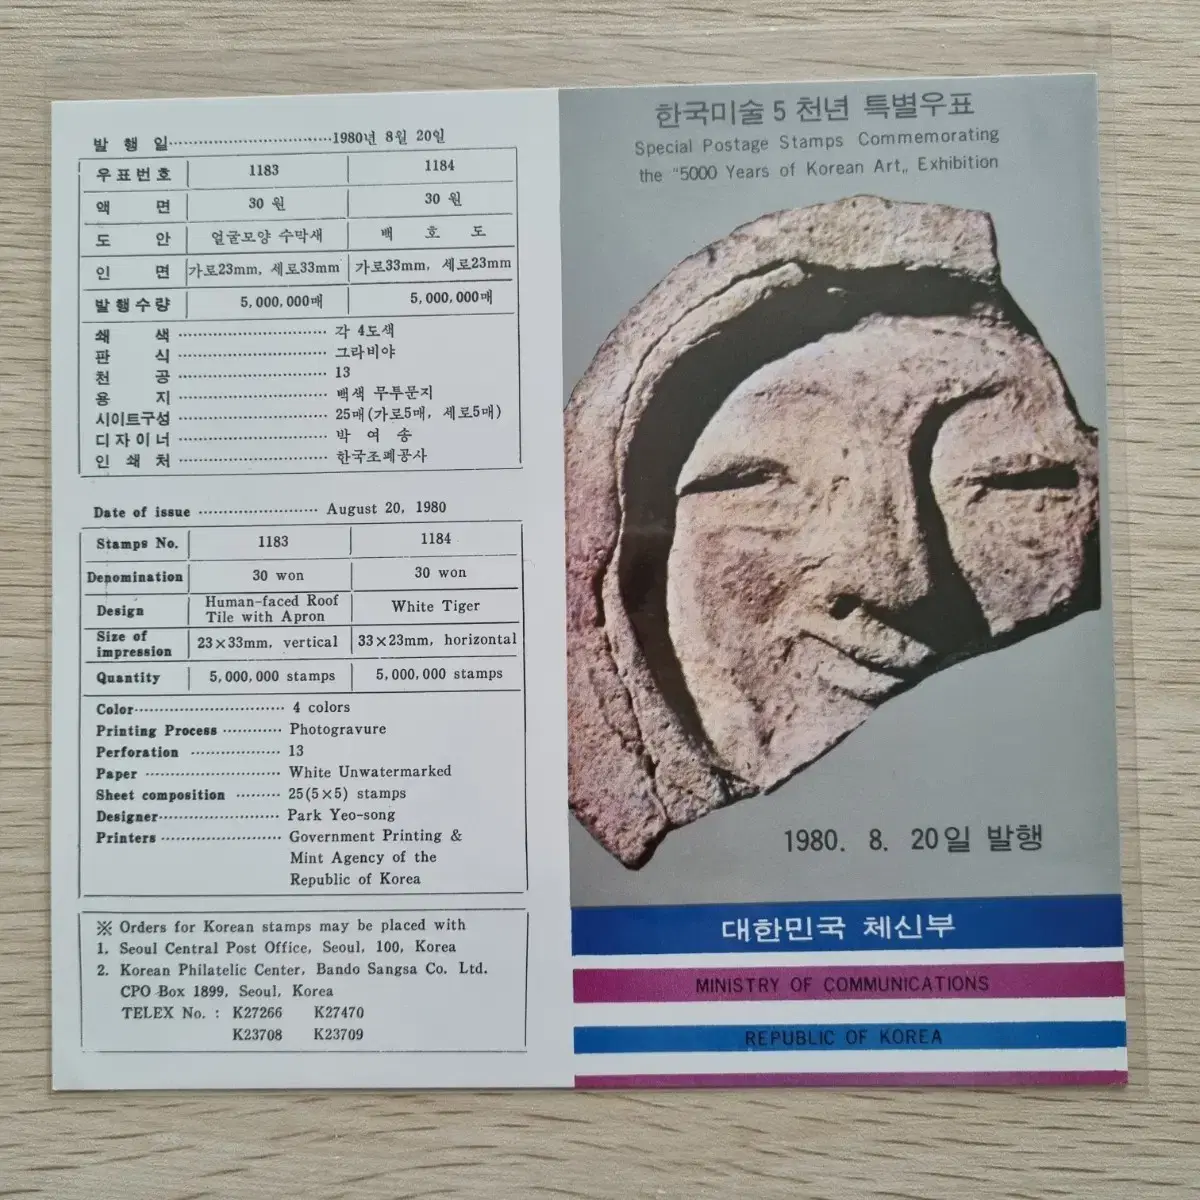 발 행 일 1980년 8월 20일
우표번호 1183 1184
액 면 30 원 30 원
도 안 얼굴모양 수막새 백 호 도
인 면 가로23mm, 세로33mm 가로33mm, 세로23mm
발행수량 5,000,000매 5,000,000매
쇄 색 각 4도색
판 식 그라비야
천 공 13
용 지 백색 무투문지
시이트구성 25매(가로5매, 세로5매)
디자이너 박 여 송
인 쇄 처 한국조폐공사
Date of issue August 20, 1980
Stamps No. 1183 1184
Denomination 30 won 30 won
Design Human-faced Roof Tile with Apron White Tiger
Size of impression 23×33mm, vertical 33×23mm, horizontal
Quantity 5,000,000 stamps 5,000,000 stamps
Color 4 colors
Printing Process Photogravure
Perforation 13
Paper White Unwatermarked
Sheet composition 25(5×5) stamps
Designer Park Yeo-song
Printers Government Printing &
Mint Agency of the
Republic of Korea
※ Orders for Korean stamps may be placed with
1. Seoul Central Post Office, Seoul, 100, Korea
2. Korean Philatelic Center, Bando Sangsa Co. Ltd.
CPO Box 1899, Seoul, Korea
TELEX No. : K27266 K27470
K23708 K23709
한국미술 5 천년 특별우표
Special Postage Stamps Commemorating
the "5000 Years of Korean Art„ Exhibition
1980. 8. 20일 발행
대한민국 체신부
MINISTRY OF COMMUNICATIONS
REPUBLIC OF KOREA